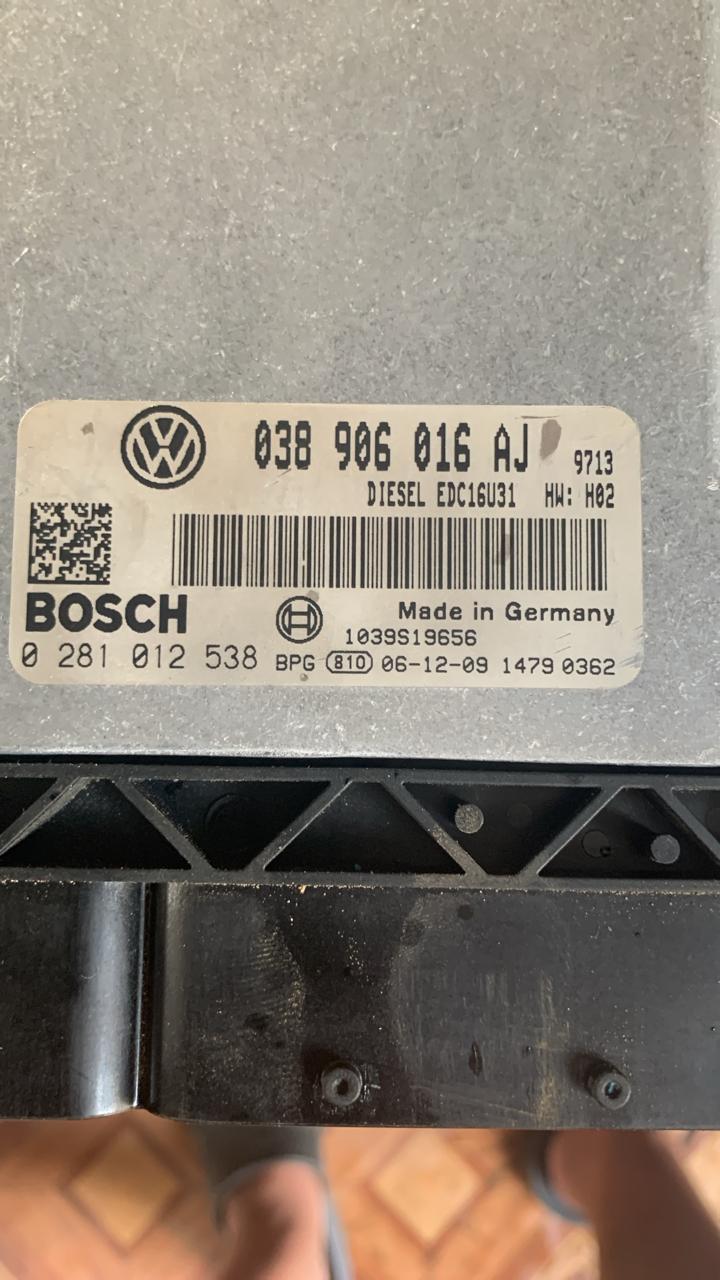 038 906 016 AJ 9713
DIESEL EDC16U31 HW: H02
BOSCH
Made in Germany
1039S19656
0 281 012 538 BPG 810 06-12-09 1479 0362